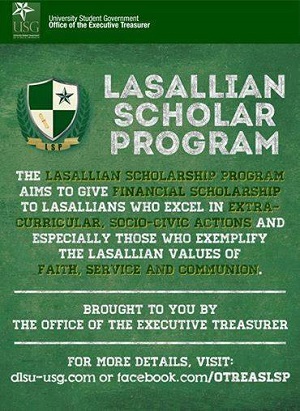 USG
University Student Government
Office of the Executive Treasurer
LSP
LASALLIAN
SCHOLAR
PROGRAM
THE LASALLIAN SCHOLARSHIP PROGRAM
AIMS TO GIVE FINANCIAL SCHOLARSHIP
TO LASALLIANS WHO EXCEL IN EXTRA-
CURRICULAR, SOCIO-CIVIC ACTIONS AND
ESPECIALLY THOSE WHO EXEMPLIFY
THE LASALLIAN VALUES OF
FAITH, SERVICE AND COMMUNION.
BROUGHT TO YOU BY
THE OFFICE OF THE EXECUTIVE TREASURER
FOR MORE DETAILS, VISIT:
dlsu-usg.com or facebook.com/OTREASLSP